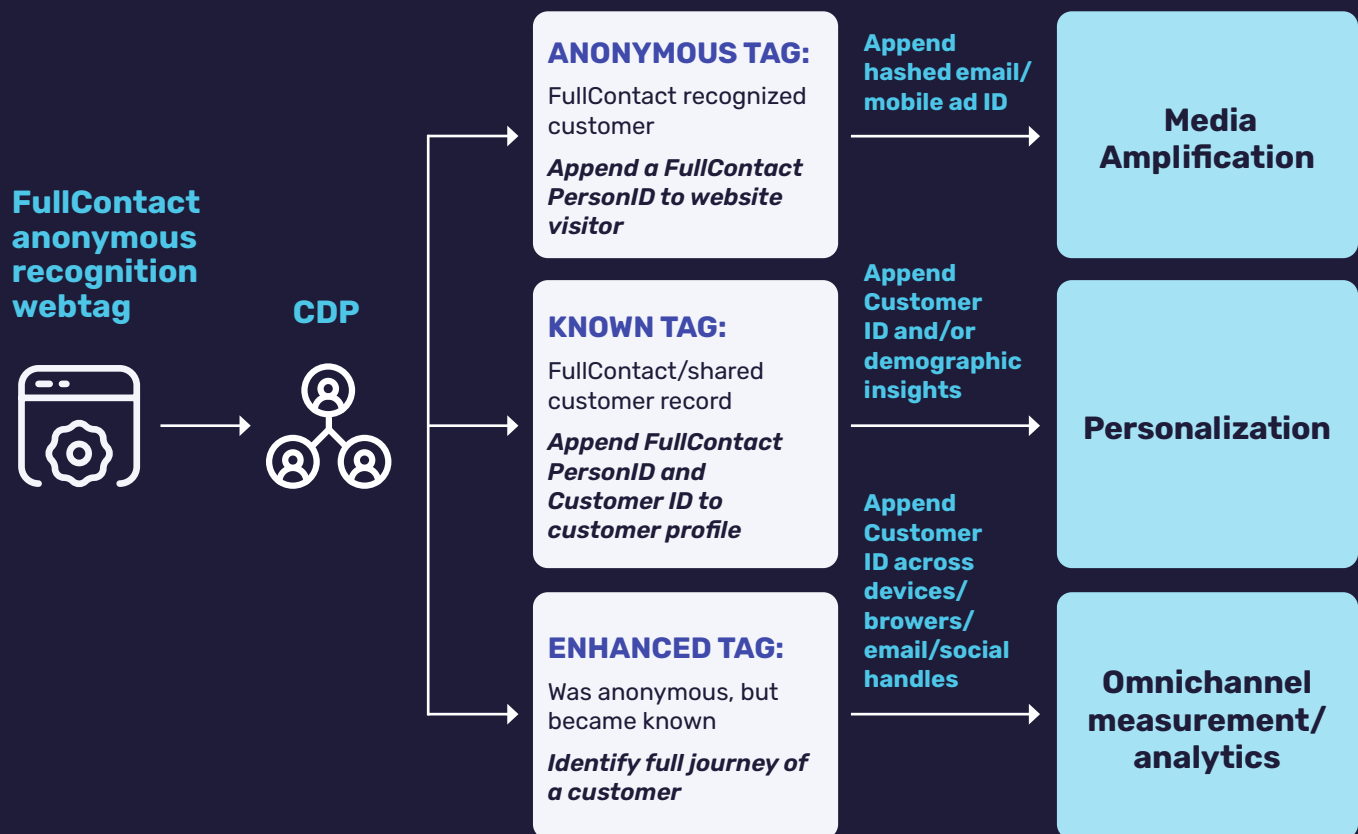 FullContact
anonymous
recognition
webtag
CDP
ANONYMOUS TAG:
FullContact recognized
customer
Append a FullContact
PersonID to website
visitor
Append
hashed email/
mobile ad ID
Media
Amplification
KNOWN TAG:
FullContact/shared
customer record
Append FullContact
PersonID and
Customer ID to
customer profile
Append
Customer
ID and/or
demographic
insights
Personalization
ENHANCED TAG:
Was anonymous, but
became known
Identify full journey of
a customer
Append
Customer
ID across
devices/
browers/
email/social
handles
Omnichannel
measurement/
analytics